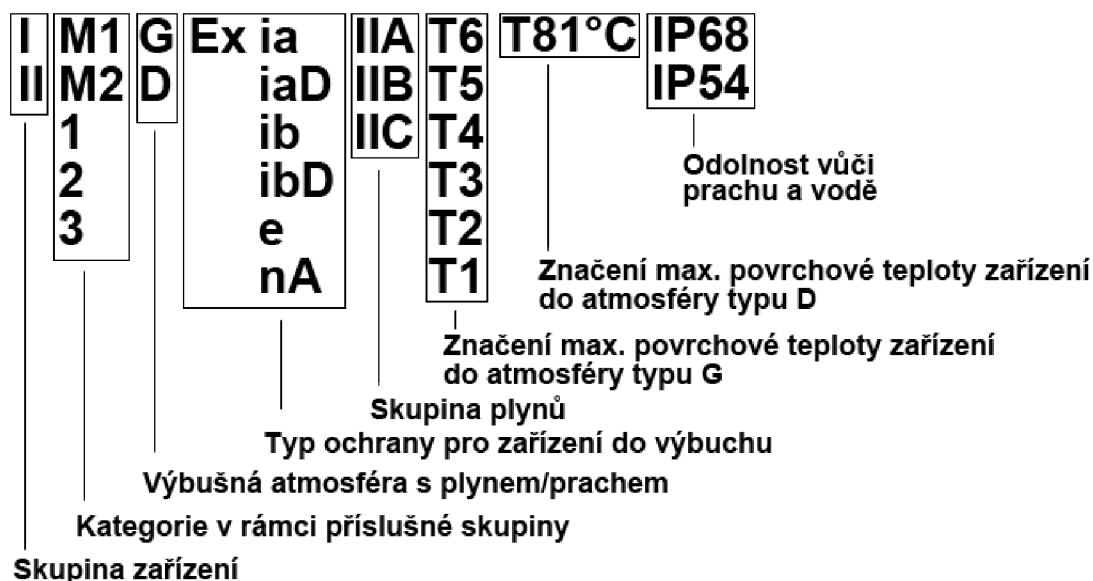 I M1 G Ex ia IIA T6 T81°C IP68
II M2 D iaD IIB T5 IP54
1 ib IIC T4
2 ibD T3
3 e T2
nA T1
Odolnost vůči
prachu a vodě
Značení max. povrchové teploty zařízení
do atmosféry typu D
Značení max. povrchové teploty zařízení
do atmosféry typu G
Skupina plynů
Typ ochrany pro zařízení do výbuchu
Výbušná atmosféra s plynem/prachem
Kategorie v rámci příslušné skupiny
Skupina zařízení